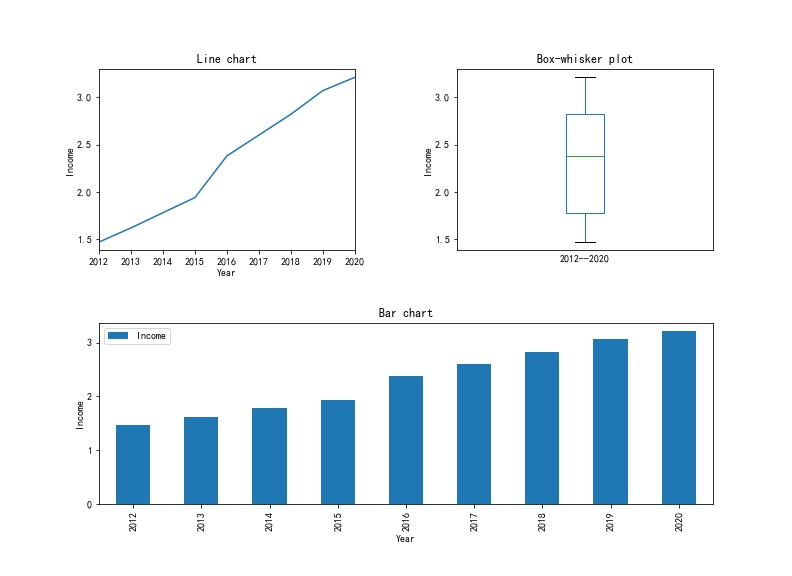 Line chart
Income
3.0
2.5
2.0
1.5
2012 2013 2014 2015 2016 2017 2018 2019 2020
Year
Box-whisker plot
Income
3.0
2.5
2.0
1.5
2012--2020
Bar chart
Income
Income
3
2
1
0
2012 2013 2014 2015 2016 2017 2018 2019 2020
Year